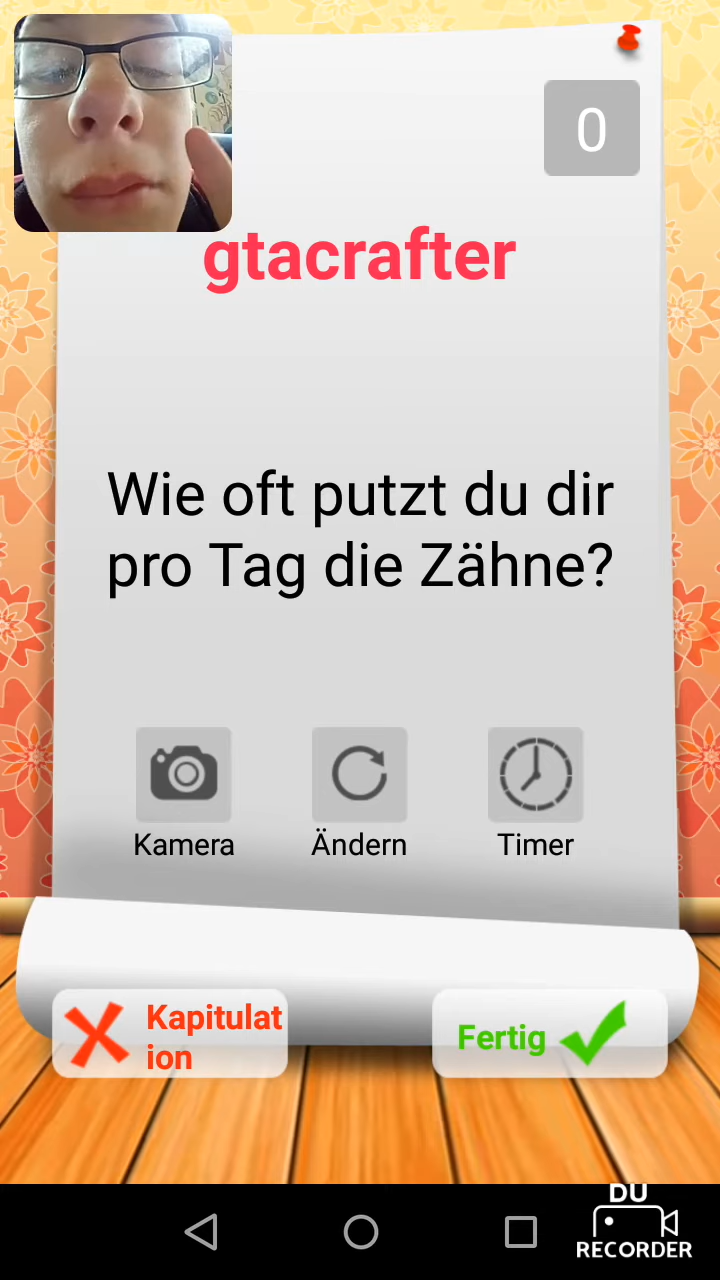 0
gtacrafter
Wie oft putzt du dir
pro Tag die Zähne?
Kamera
Ändern
Timer
Kapitulat
ion
Fertig
DU
RECORDER